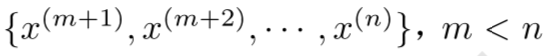 {x^(m+1), x^(m+2), ⋯ , x^(n)}，m < n